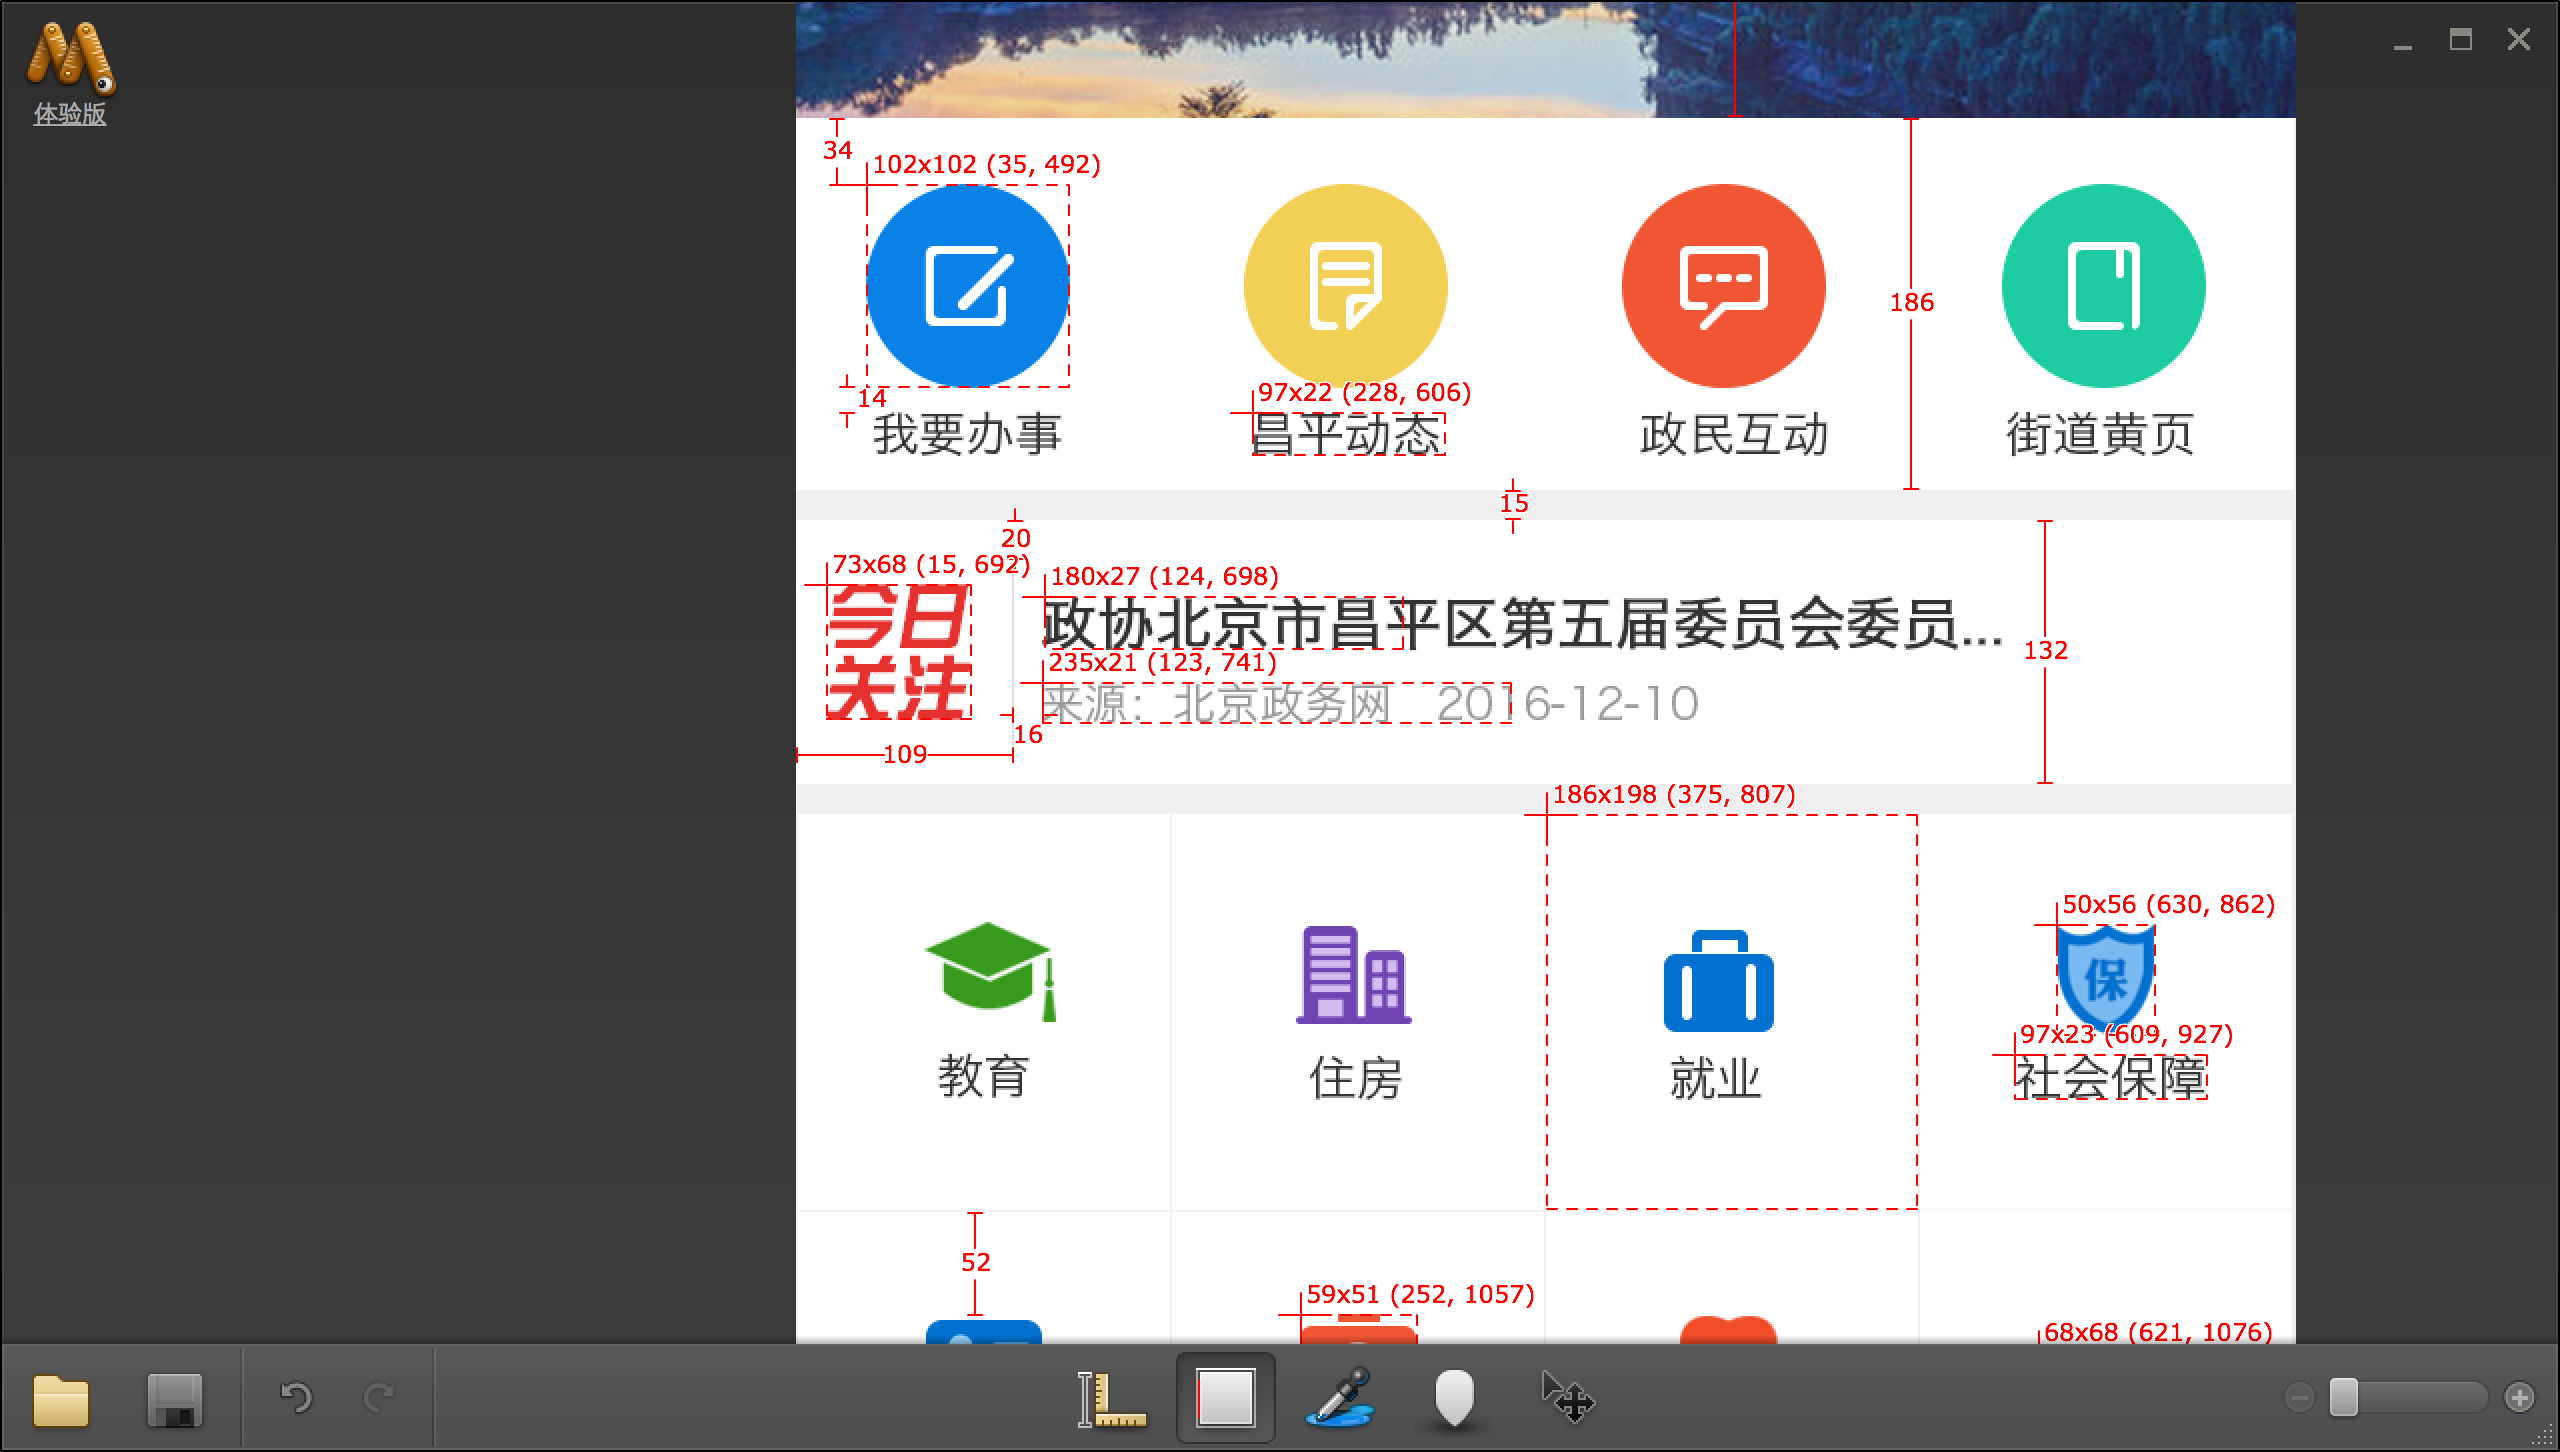 体验版
34
102x102 (35, 492)
186
14
97x22 (228, 606)
我要办事
昌平动态
政民互动
街道黄页
15
20
73x68 (15, 692)
180x27 (124, 698)
今日
关注
政协北京市昌平区第五届委员会委员...
132
235x21 (123, 741)
来源：北京政务网 2016-12-10
16
109
186x198 (375, 807)
50x56 (630, 862)
保
97x23 (609, 927)
教育
住房
就业
社会保障
52
59x51 (252, 1057)
68x68 (621, 1076)